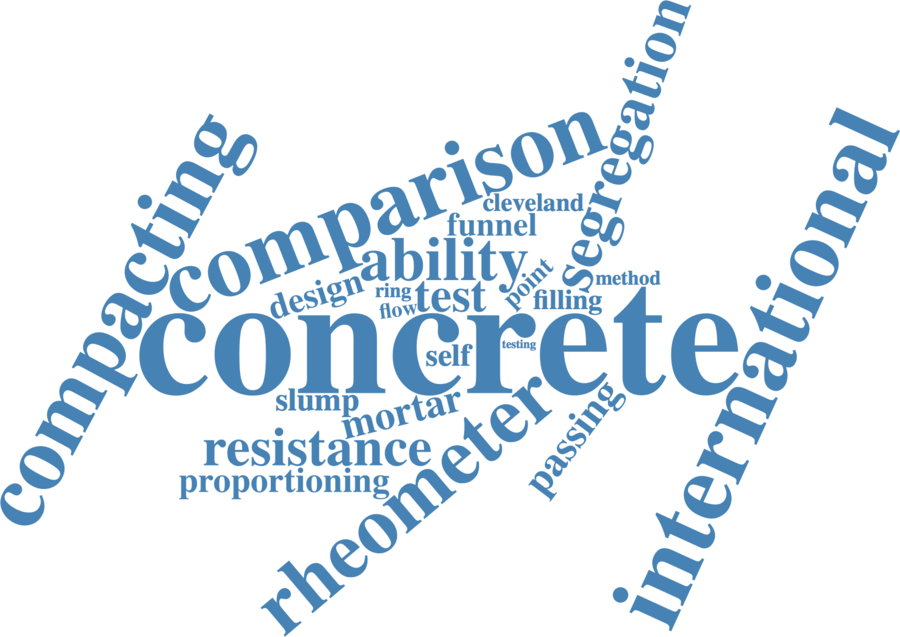 segregation
international
compacting
comparison
cleveland
funnel
ability
point
method
design
ring
test
filling
flow
concrete
self
testing
slump
mortar
rheometer
passing
resistance
proportioning